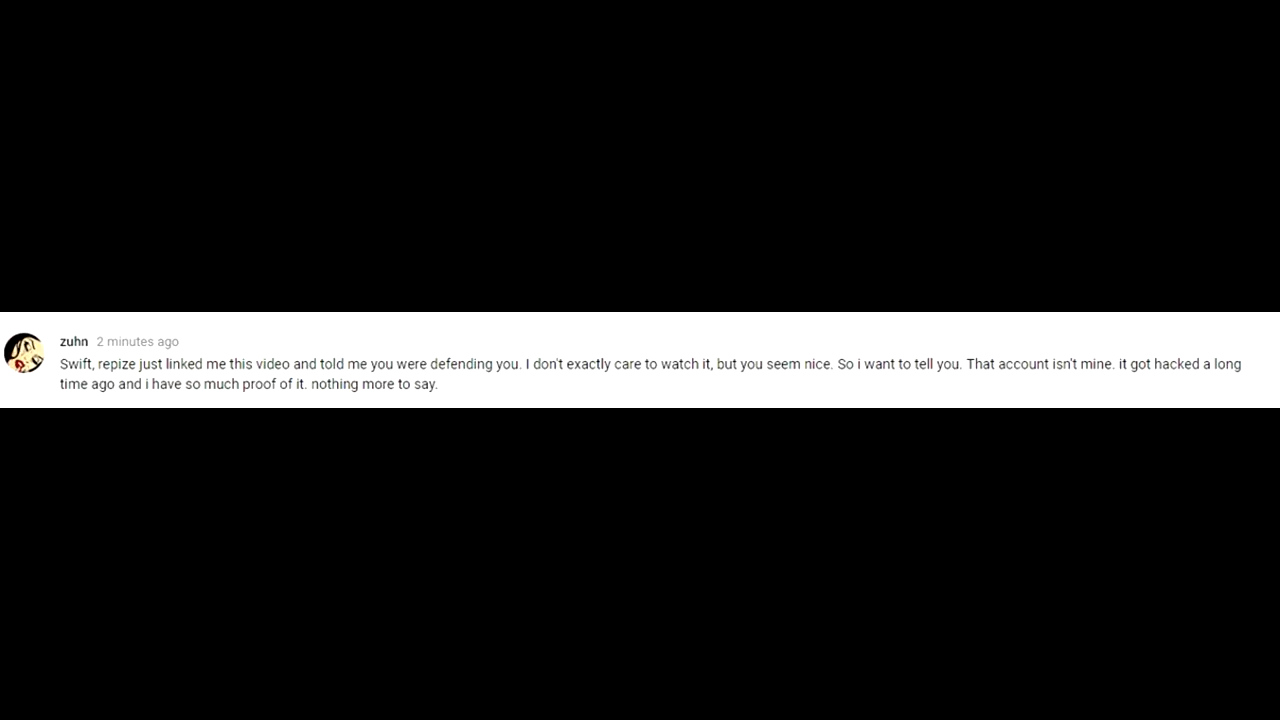 zuhn 2 minutes ago
Swift, repize just linked me this video and told me you were defending you. I don't exactly care to watch it, but you seem nice. So i want to tell you. That account isn't mine. it got hacked a long
time ago and i have so much proof of it. nothing more to say.